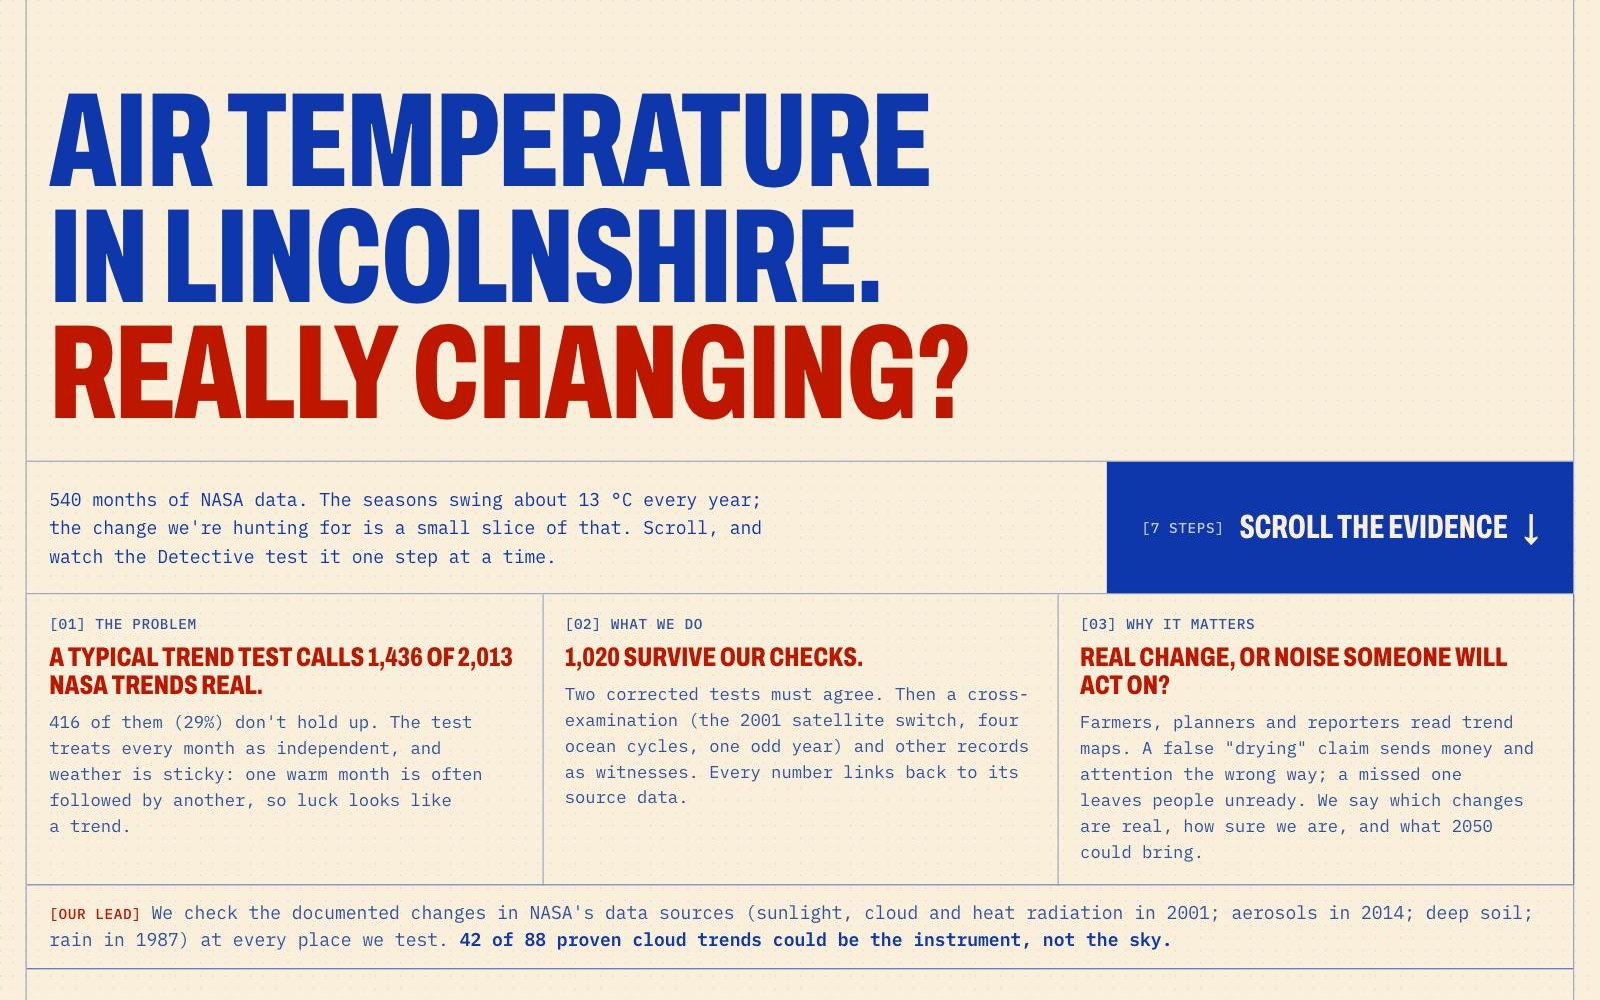 AIR TEMPERATURE
IN LINCOLNSHIRE.
REALLY CHANGING?
540 months of NASA data. The seasons swing about 13 °C every year;
the change we're hunting for is a small slice of that. Scroll, and
watch the Detective test it one step at a time.
[7 STEPS] SCROLL THE EVIDENCE ↓
[01] THE PROBLEM
A TYPICAL TREND TEST CALLS 1,436 OF 2,013
NASA TRENDS REAL.
416 of them (29%) don't hold up. The test
treats every month as independent, and
weather is sticky: one warm month is often
followed by another, so luck looks like
a trend.
[02] WHAT WE DO
1,020 SURVIVE OUR CHECKS.
Two corrected tests must agree. Then a cross-
examination (the 2001 satellite switch, four
ocean cycles, one odd year) and other records
as witnesses. Every number links back to its
source data.
[03] WHY IT MATTERS
REAL CHANGE, OR NOISE SOMEONE WILL
ACT ON?
Farmers, planners and reporters read trend
maps. A false "drying" claim sends money and
attention the wrong way; a missed one
leaves people unready. We say which changes
are real, how sure we are, and what 2050
could bring.
[OUR LEAD] We check the documented changes in NASA's data sources (sunlight, cloud and heat radiation in 2001; aerosols in 2014; deep soil;
rain in 1987) at every place we test. 42 of 88 proven cloud trends could be the instrument, not the sky.